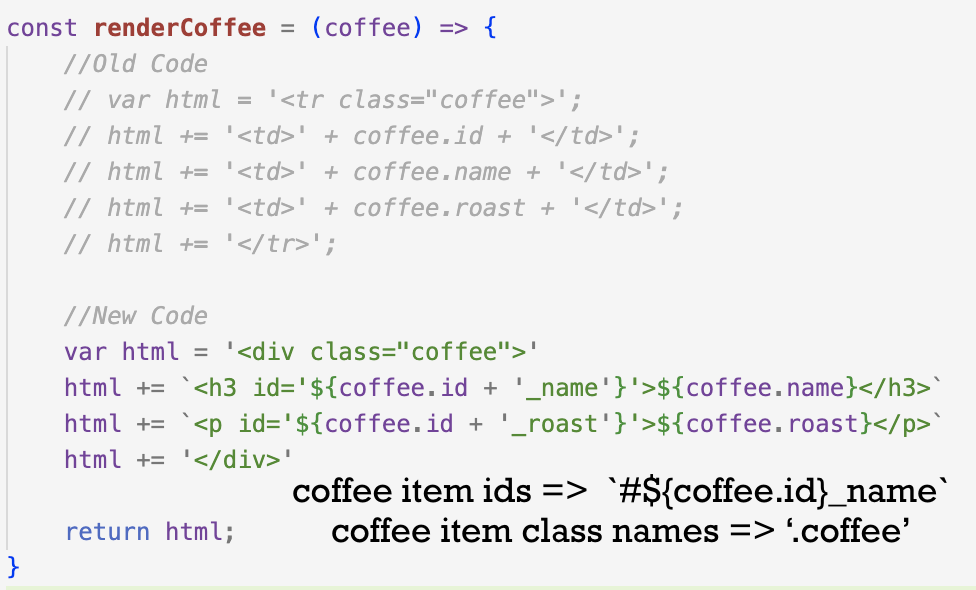 const renderCoffee = (coffee) => {
//Old Code
// var html = '<tr class="coffee">';
// html += '<td>' + coffee.id + '</td>';
// html += '<td>' + coffee.name + '</td>';
// html += '<td>' + coffee.roast + '</td>';
// html += '</tr>';
//New Code
var html = '<div class="coffee">'
html += `<h3 id='${coffee.id + '_name'}'>${coffee.name}</h3>`
html += `<p id='${coffee.id + '_roast'}'>${coffee.roast}</p>`
html += '</div>'
coffee item ids => `#${coffee.id}_name`
return html;
coffee item class names => ‘.coffee’
}